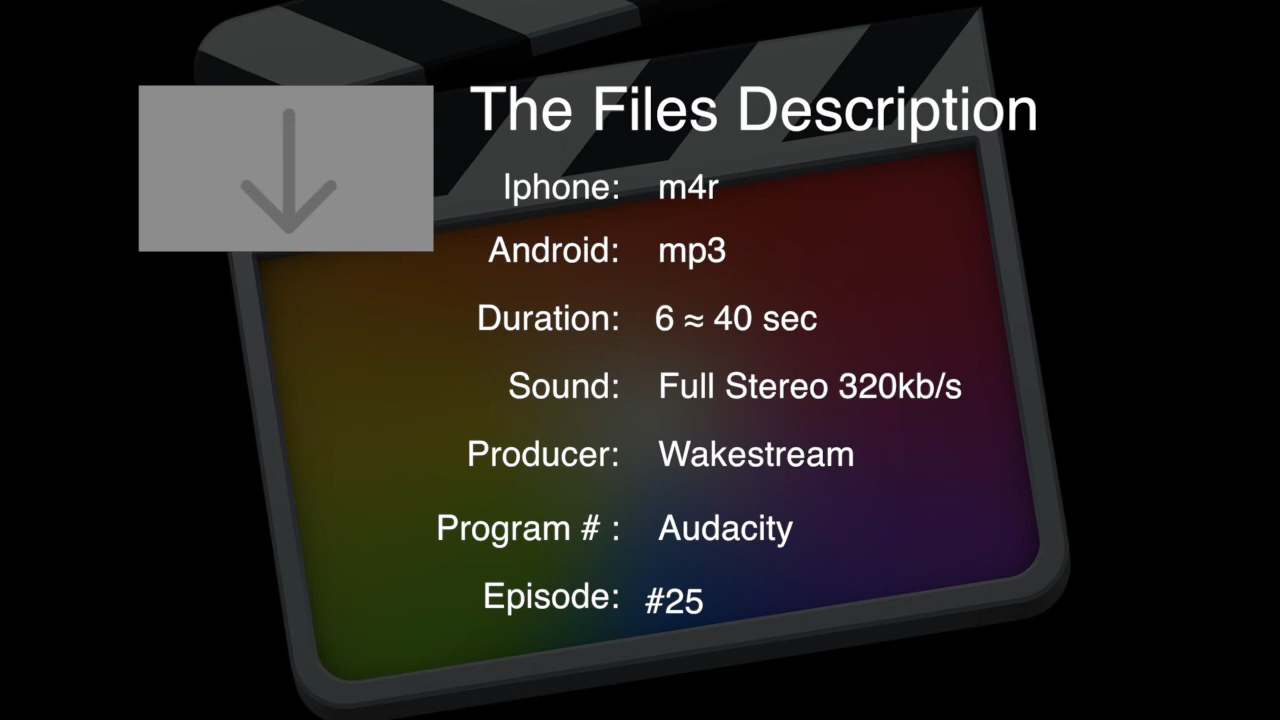 The Files Description
Iphone: m4r
Android: mp3
Duration: 6 ≈ 40 sec
Sound: Full Stereo 320kb/s
Producer: Wakestream
Program # : Audacity
Episode: #25